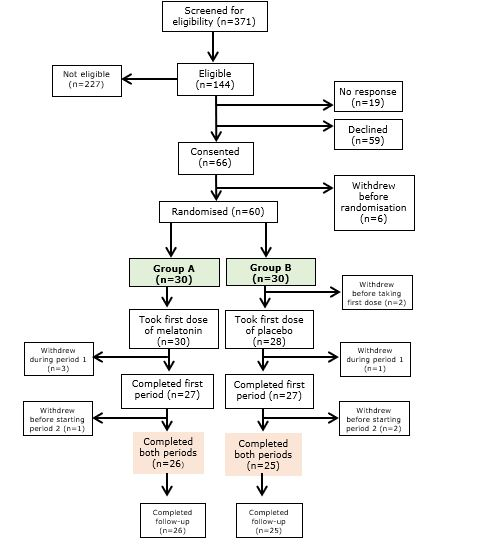 Screened for
eligibility (n=371)
Not eligible
(n=227)
Eligible
(n=144)
No response
(n=19)
Declined
(n=59)
Consented
(n=66)
Withdrew
before
randomisation
(n=6)
Randomised (n=60)
Group A
(n=30)
Group B
(n=30)
Withdrew
before taking
first dose (n=2)
Took first dose
of melatonin
(n=30)
Took first dose
of placebo
(n=28)
Withdrew
during period 1
(n=3)
Withdrew
during period 1
(n=1)
Completed first
period (n=27)
Completed first
period (n=27)
Withdrew
before starting
period 2 (n=1)
Withdrew
before starting
period 2 (n=2)
Completed
both periods
(n=26)
Completed
both periods
(n=25)
Completed
follow-up
(n=26)
Completed
follow-up
(n=25)